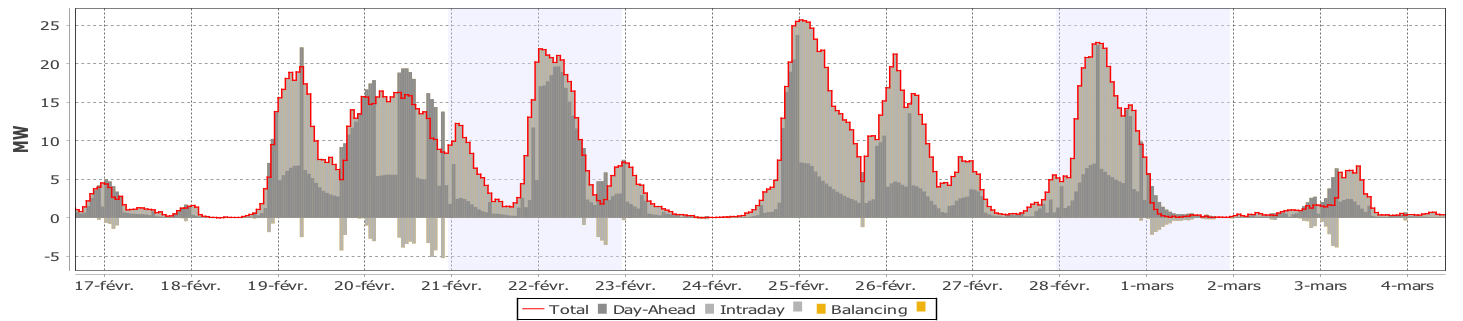 25
20
15
10
5
0
-5
MW
17-févr. 18-févr. 19-févr. 20-févr. 21-févr. 22-févr. 23-févr. 24-févr. 25-févr. 26-févr. 27-févr. 28-févr. 1-mars 2-mars 3-mars 4-mars
Total Day-Ahead Intraday Balancing